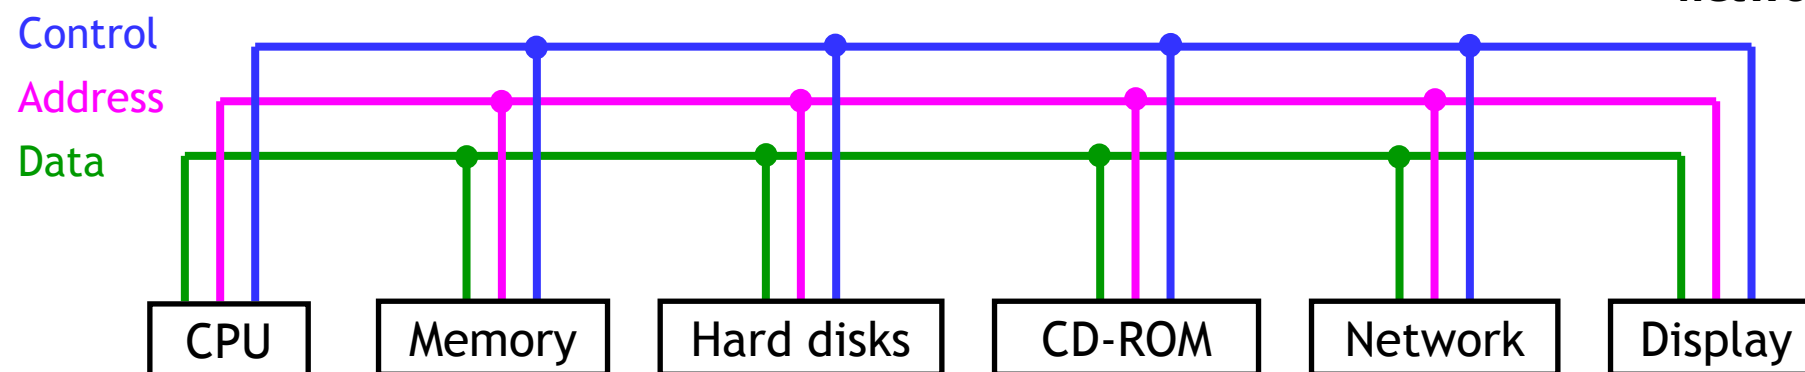 Control
Address
Data
CPU Memory Hard disks CD-ROM Network Display